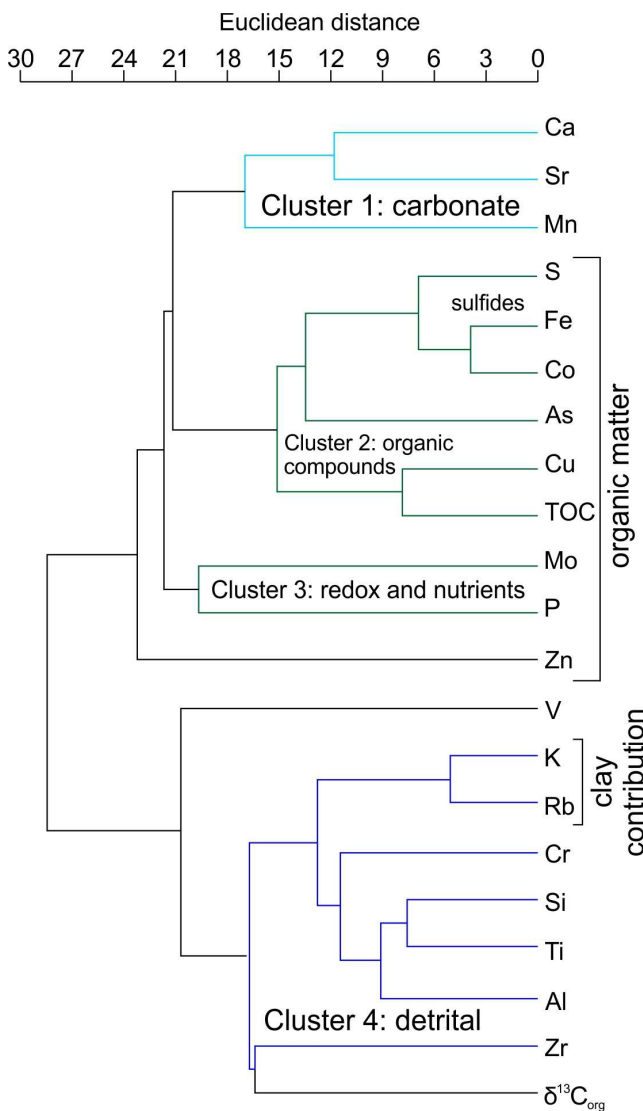 Euclidean distance
30 27 24 21 18 15 12 9 6 3 0
Ca
Sr
Cluster 1: carbonate
Mn
S
sulfides
Fe
Co
As
Cluster 2: organic
compounds
Cu
TOC
organic matter
Mo
Cluster 3: redox and nutrients
P
Zn
V
K
Rb
clay
contribution
Cr
Si
Ti
Al
Cluster 4: detrital
Zr
δ¹³Corg